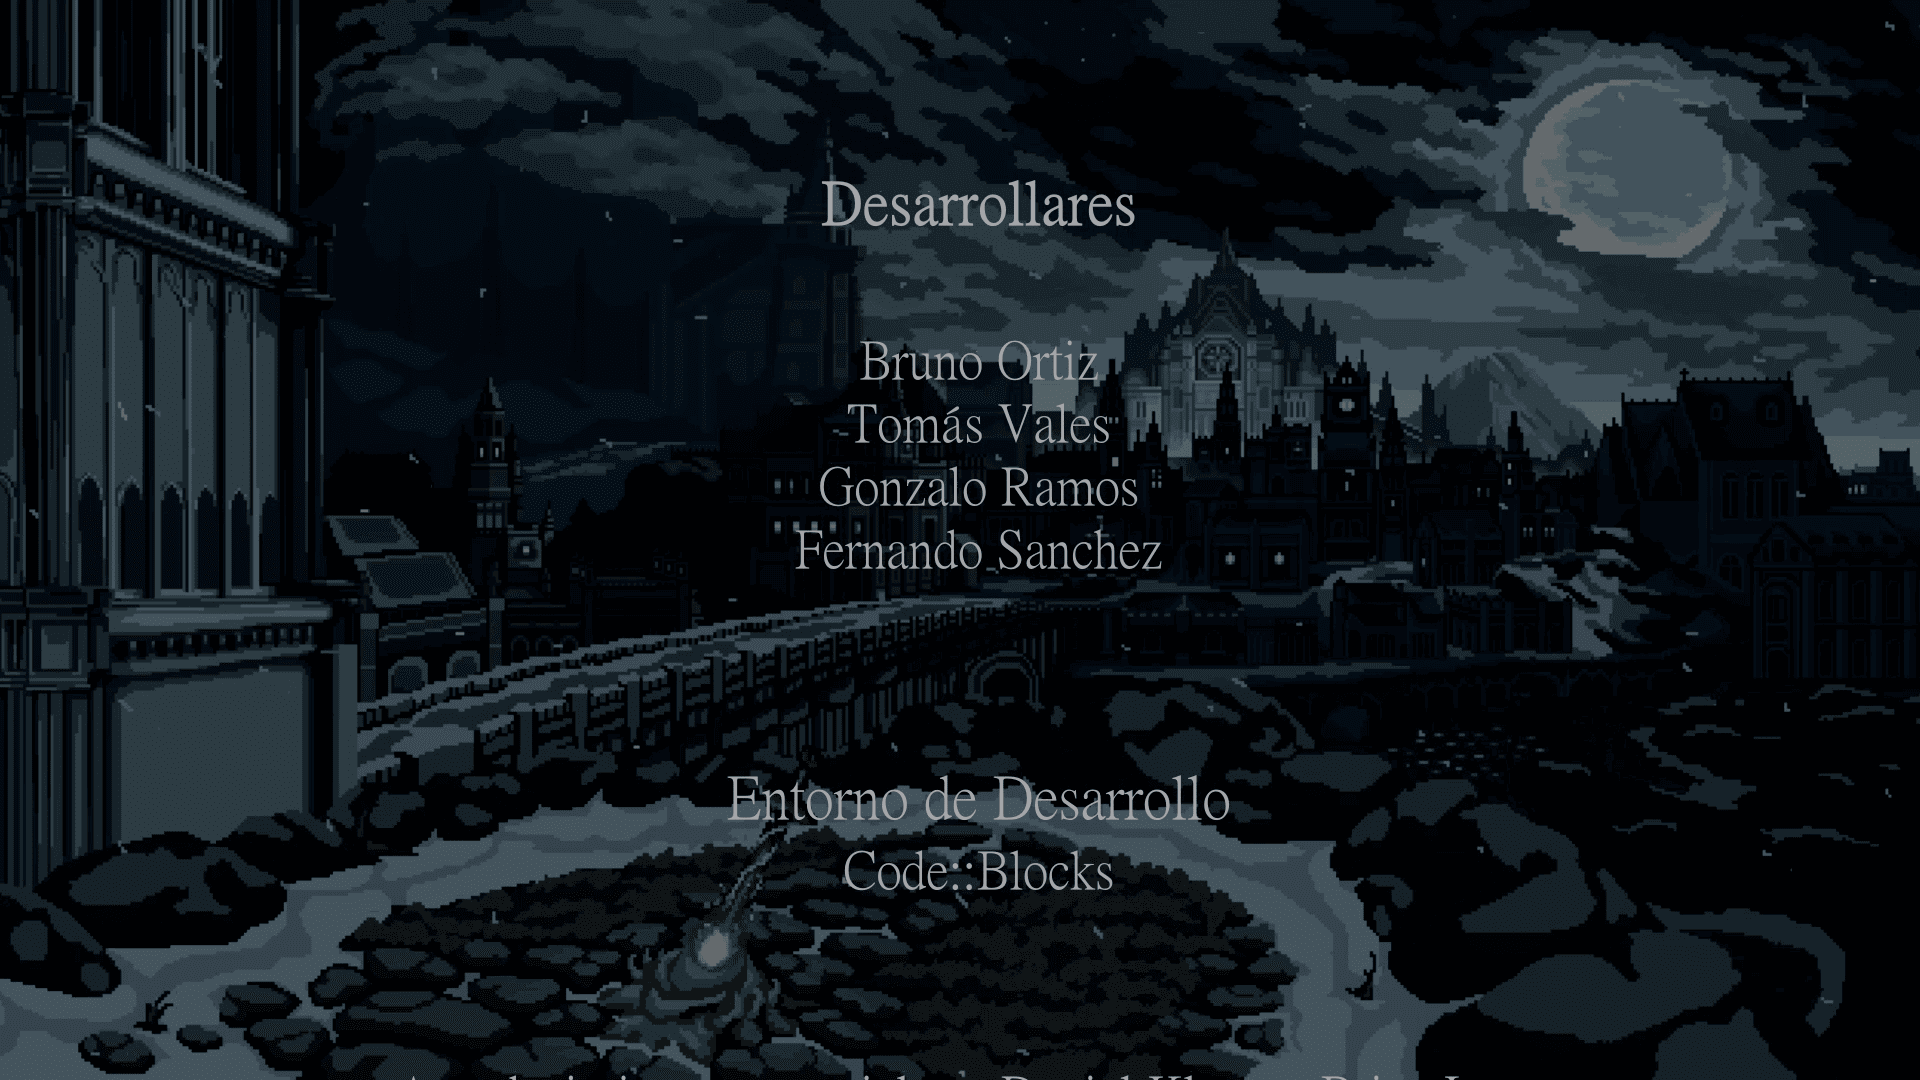 Desarrollares
Bruno Ortiz
Tomás Vales
Gonzalo Ramos
Fernando Sanchez
Entorno de Desarrollo
Code::Blocks